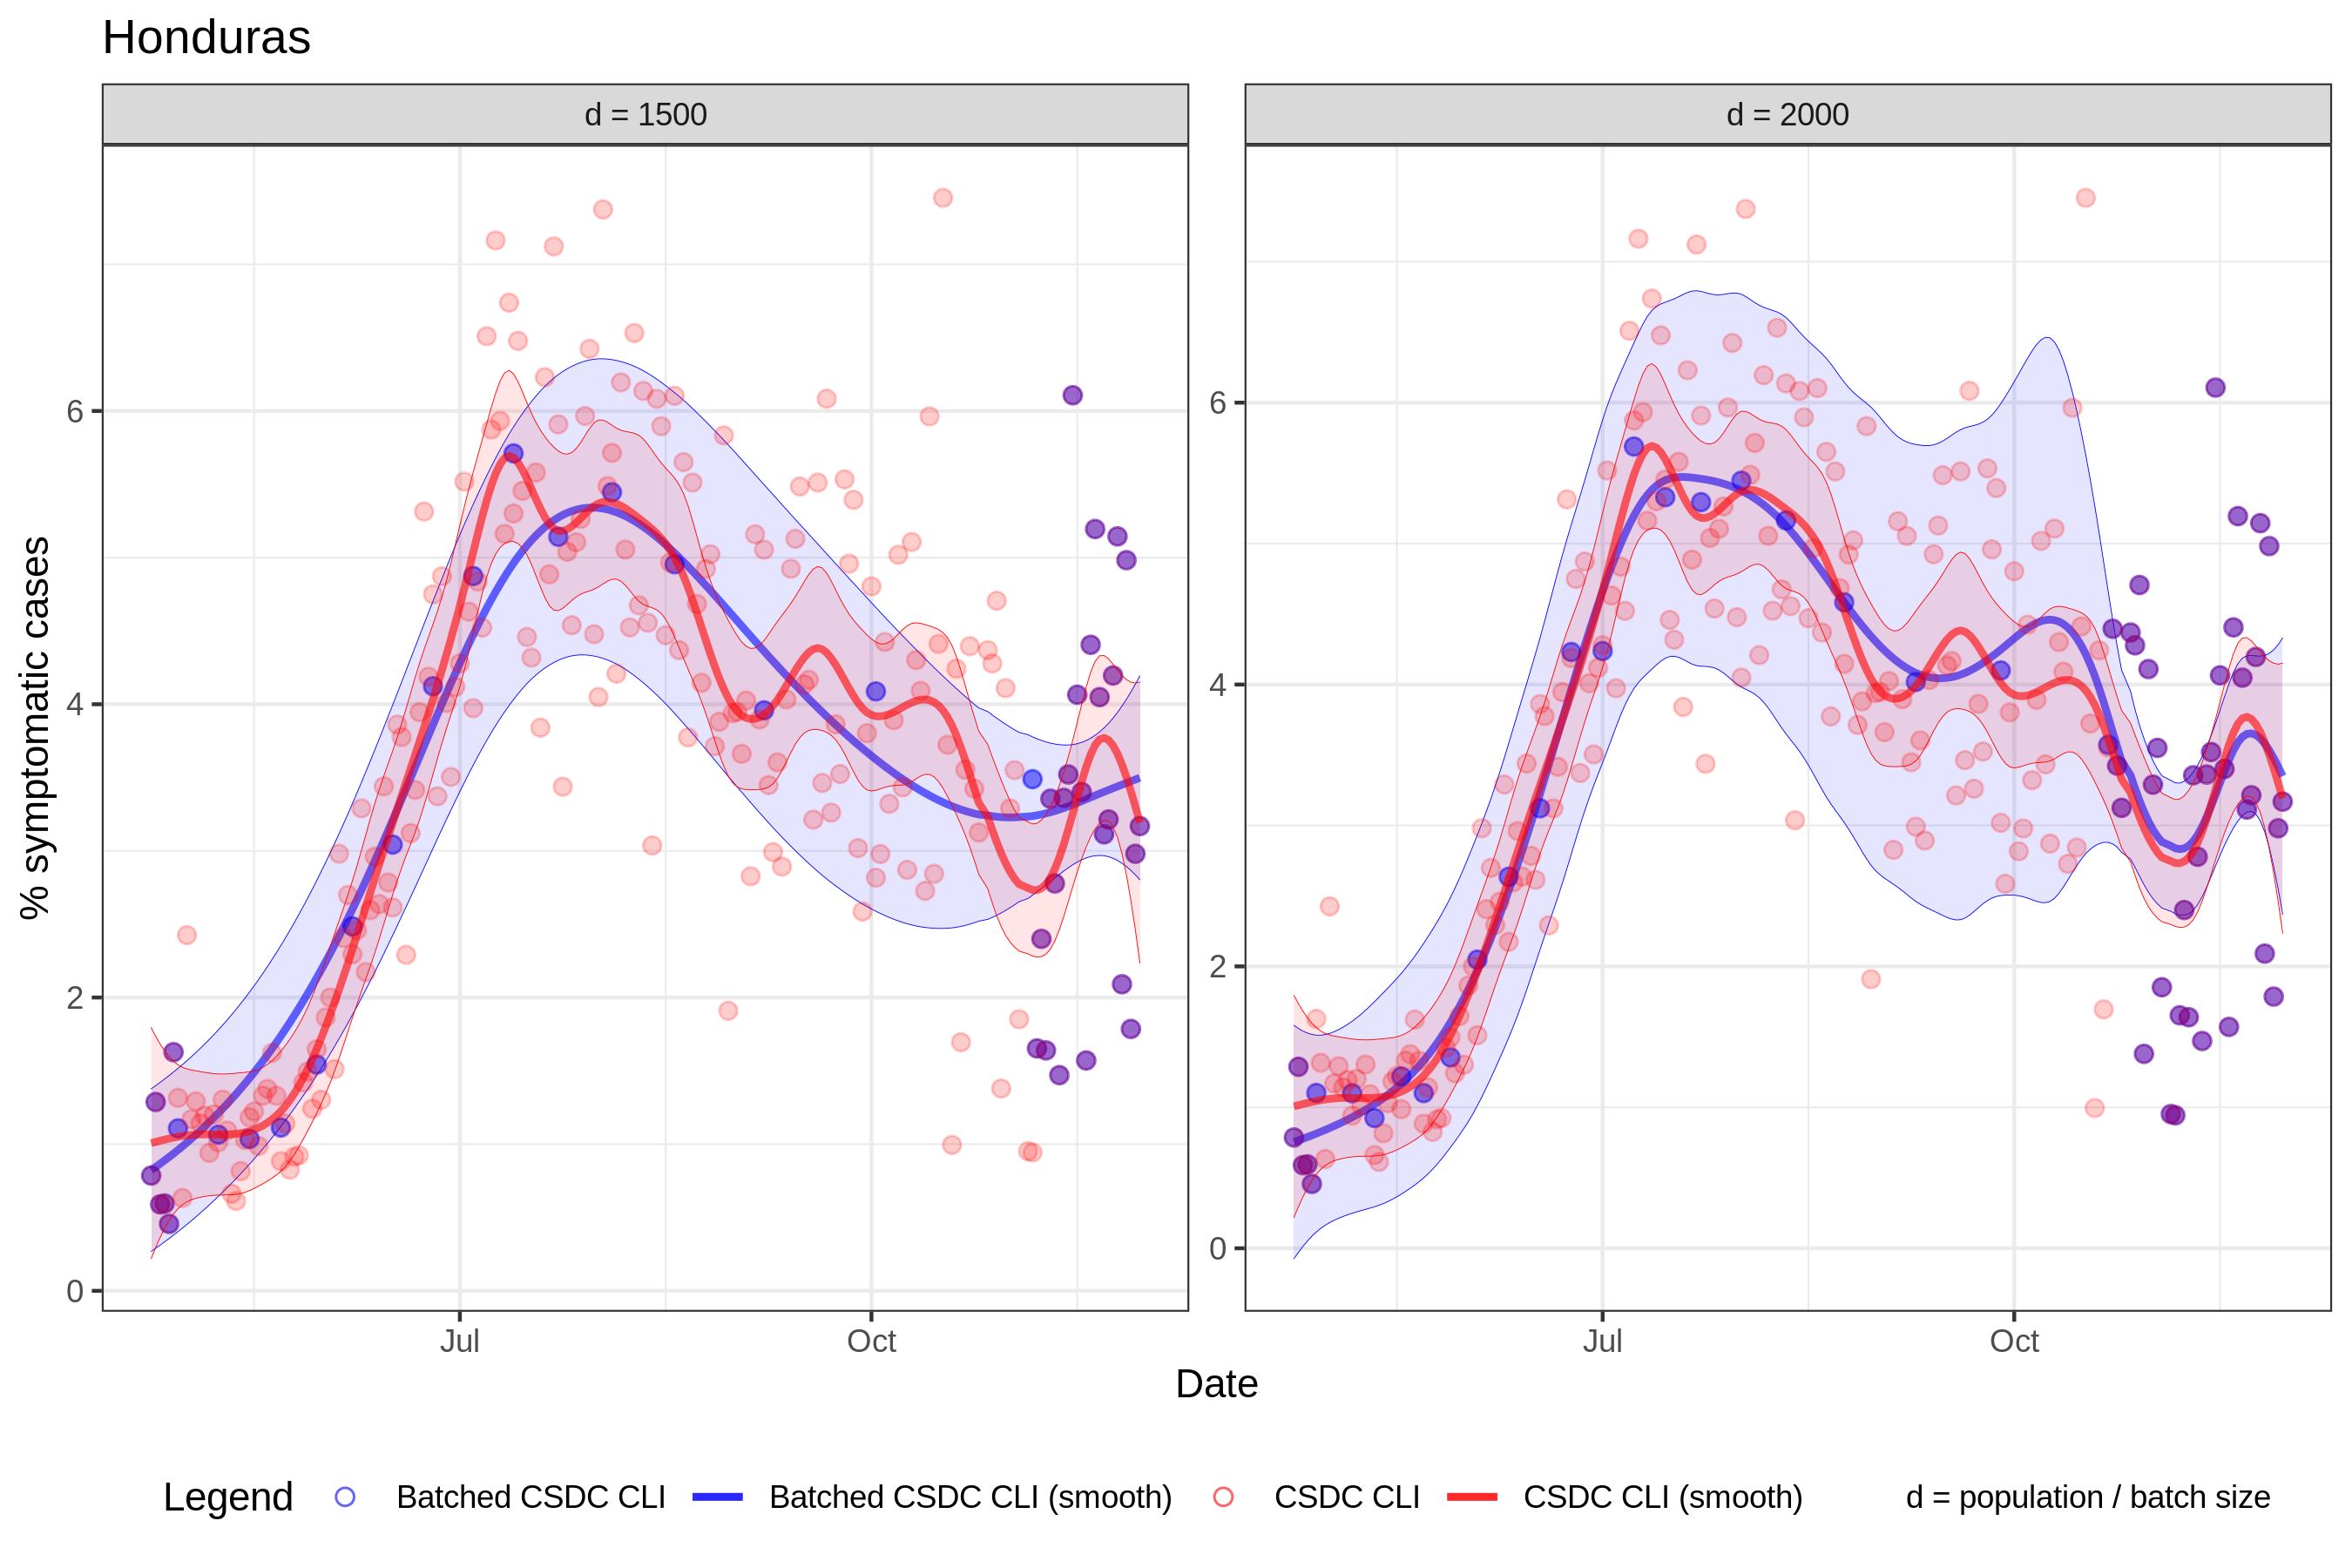 Honduras
d = 1500
d = 2000
% symptomatic cases
6
4
2
0
6
4
2
0
Jul
Oct
Jul
Oct
Date
Legend
Batched CSDC CLI
Batched CSDC CLI (smooth)
CSDC CLI
CSDC CLI (smooth)
d = population / batch size